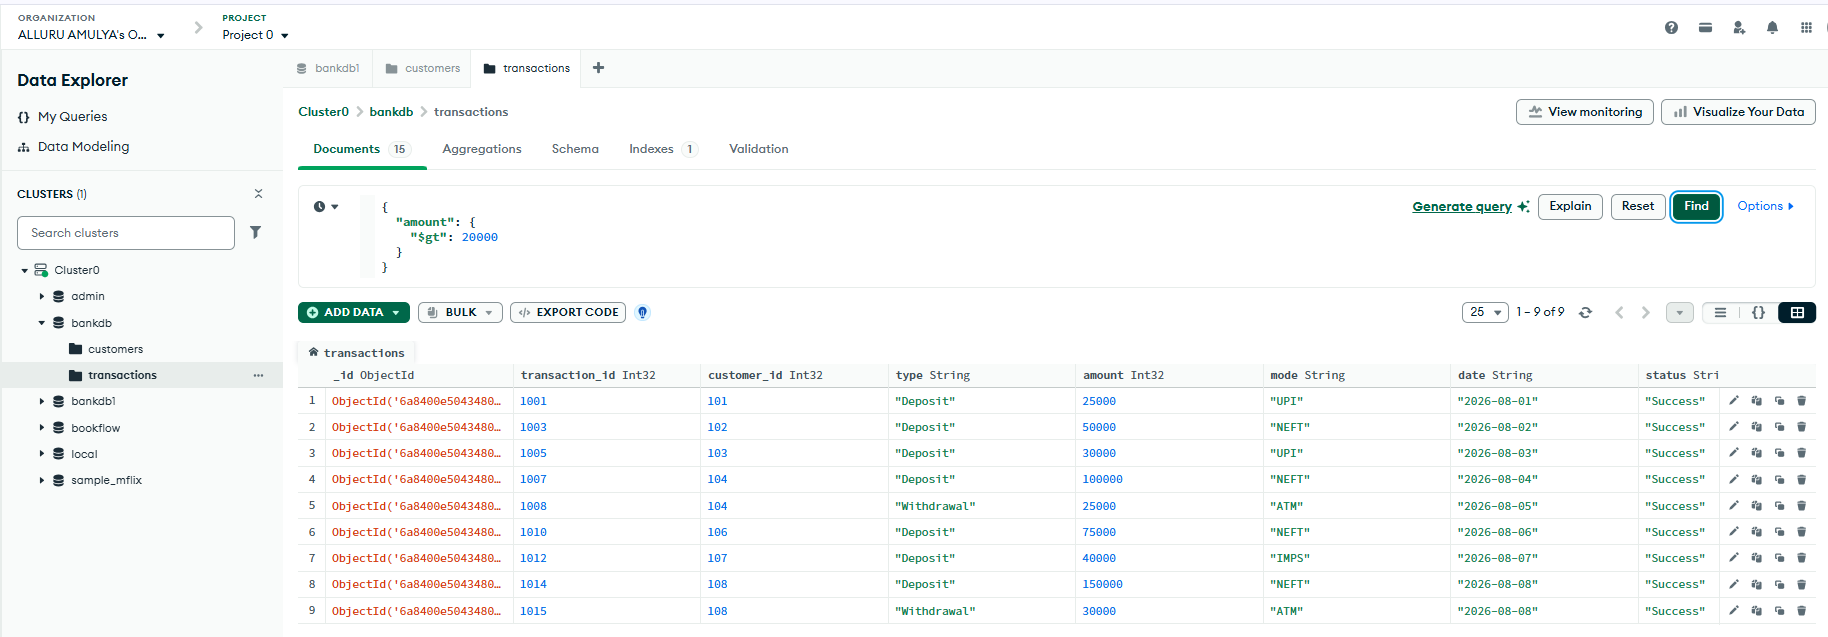 ORGANIZATION
ALLURU AMULYA's O...
PROJECT
Project 0
Data Explorer
My Queries
Data Modeling
CLUSTERS (1)
Search clusters
Cluster0
admin
bankdb
customers
transactions
bankdb1
bookflow
local
sample_mflix
bankdb1 customers transactions
Cluster0 > bankdb > transactions
View monitoring Visualize Your Data
Documents 15 Aggregations Schema Indexes 1 Validation
{
"amount": {
"$gt": 20000
}
}
Generate query Explain Reset Find Options
ADD DATA BULK EXPORT CODE 25 1 – 9 of 9 {}
transactions
_id ObjectId transaction_id Int32 customer_id Int32 type String amount Int32 mode String date String status Stri
1 ObjectId('6a8400e5043480… 1001 101 "Deposit" 25000 "UPI" "2026-08-01" "Success"
2 ObjectId('6a8400e5043480… 1003 102 "Deposit" 50000 "NEFT" "2026-08-02" "Success"
3 ObjectId('6a8400e5043480… 1005 103 "Deposit" 30000 "UPI" "2026-08-03" "Success"
4 ObjectId('6a8400e5043480… 1007 104 "Deposit" 100000 "NEFT" "2026-08-04" "Success"
5 ObjectId('6a8400e5043480… 1008 104 "Withdrawal" 25000 "ATM" "2026-08-05" "Success"
6 ObjectId('6a8400e5043480… 1010 106 "Deposit" 75000 "NEFT" "2026-08-06" "Success"
7 ObjectId('6a8400e5043480… 1012 107 "Deposit" 40000 "IMPS" "2026-08-07" "Success"
8 ObjectId('6a8400e5043480… 1014 108 "Deposit" 150000 "NEFT" "2026-08-08" "Success"
9 ObjectId('6a8400e5043480… 1015 108 "Withdrawal" 30000 "ATM" "2026-08-08" "Success"